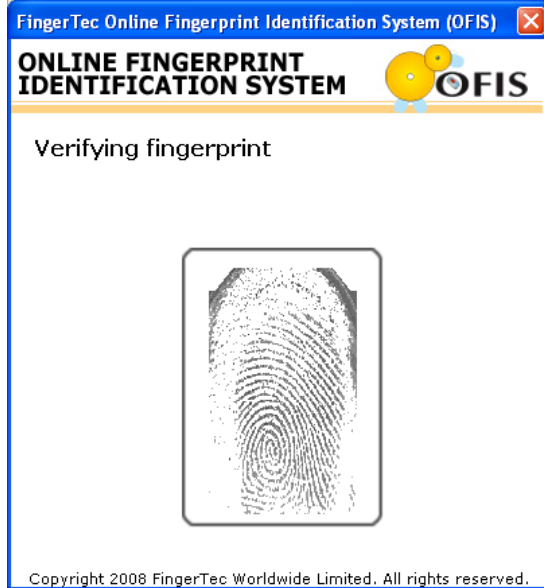 FingerTec Online Fingerprint Identification System (OFIS)
ONLINE FINGERPRINT
IDENTIFICATION SYSTEM
OFIS
Verifying fingerprint
Copyright 2008 FingerTec Worldwide Limited. All rights reserved.